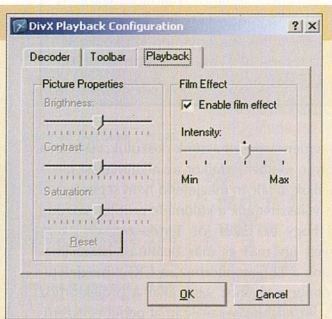 DivX Playback Configuration
Decoder Toolbar Playback
Picture Properties
Brigthness:
Contrast:
Saturation:
Reset
Film Effect
Enable film effect
Intensity:
Min Max
OK Cancel